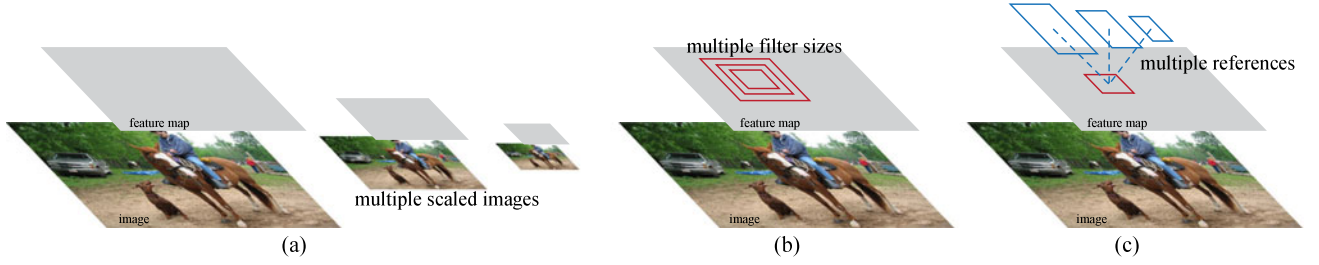 feature map
image
multiple scaled images
(a)
multiple filter sizes
feature map
image
(b)
multiple references
feature map
image
(c)